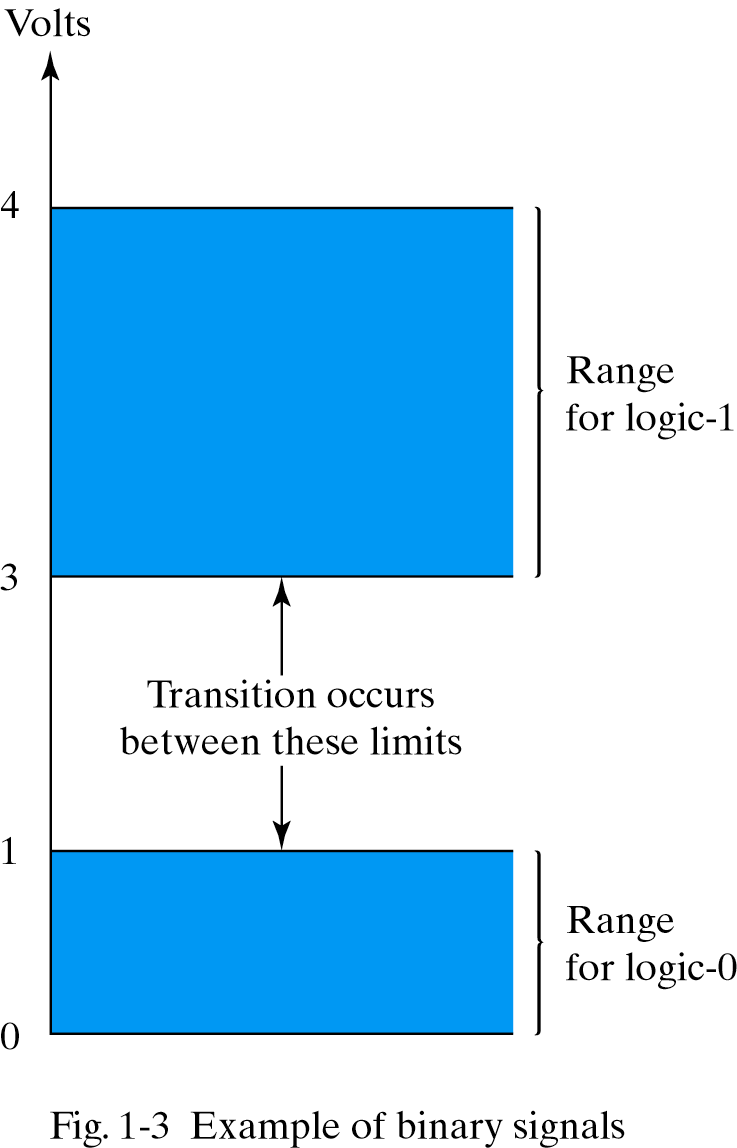 Volts
4
Range
for logic-1
3
Transition occurs
between these limits
1
Range
for logic-0
0
Fig. 1-3 Example of binary signals